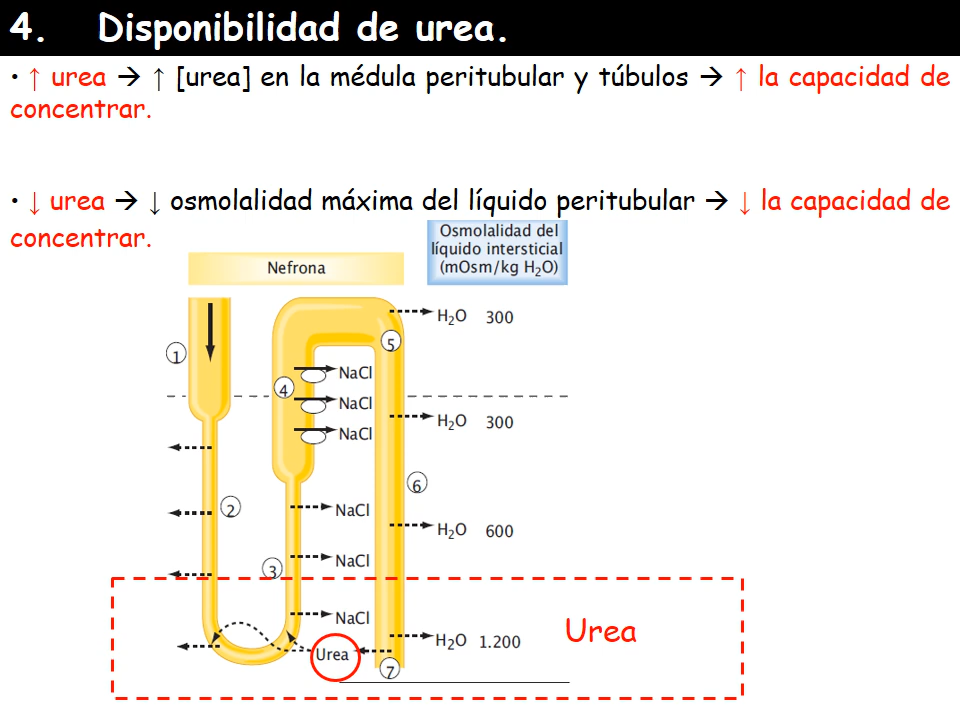 4. Disponibilidad de urea.
• ↑ urea → ↑ [urea] en la médula peritubular y túbulos → ↑ la capacidad de
concentrar.
• ↓ urea → ↓ osmolalidad máxima del líquido peritubular → ↓ la capacidad de
concentrar.
Osmolalidad del
líquido intersticial
(mOsm/kg H₂O)
Nefrona
H₂O 300
1
5
NaCl
4
NaCl
H₂O 300
NaCl
6
2
NaCl
H₂O 600
3
NaCl
NaCl
Urea
H₂O 1.200
Urea
7